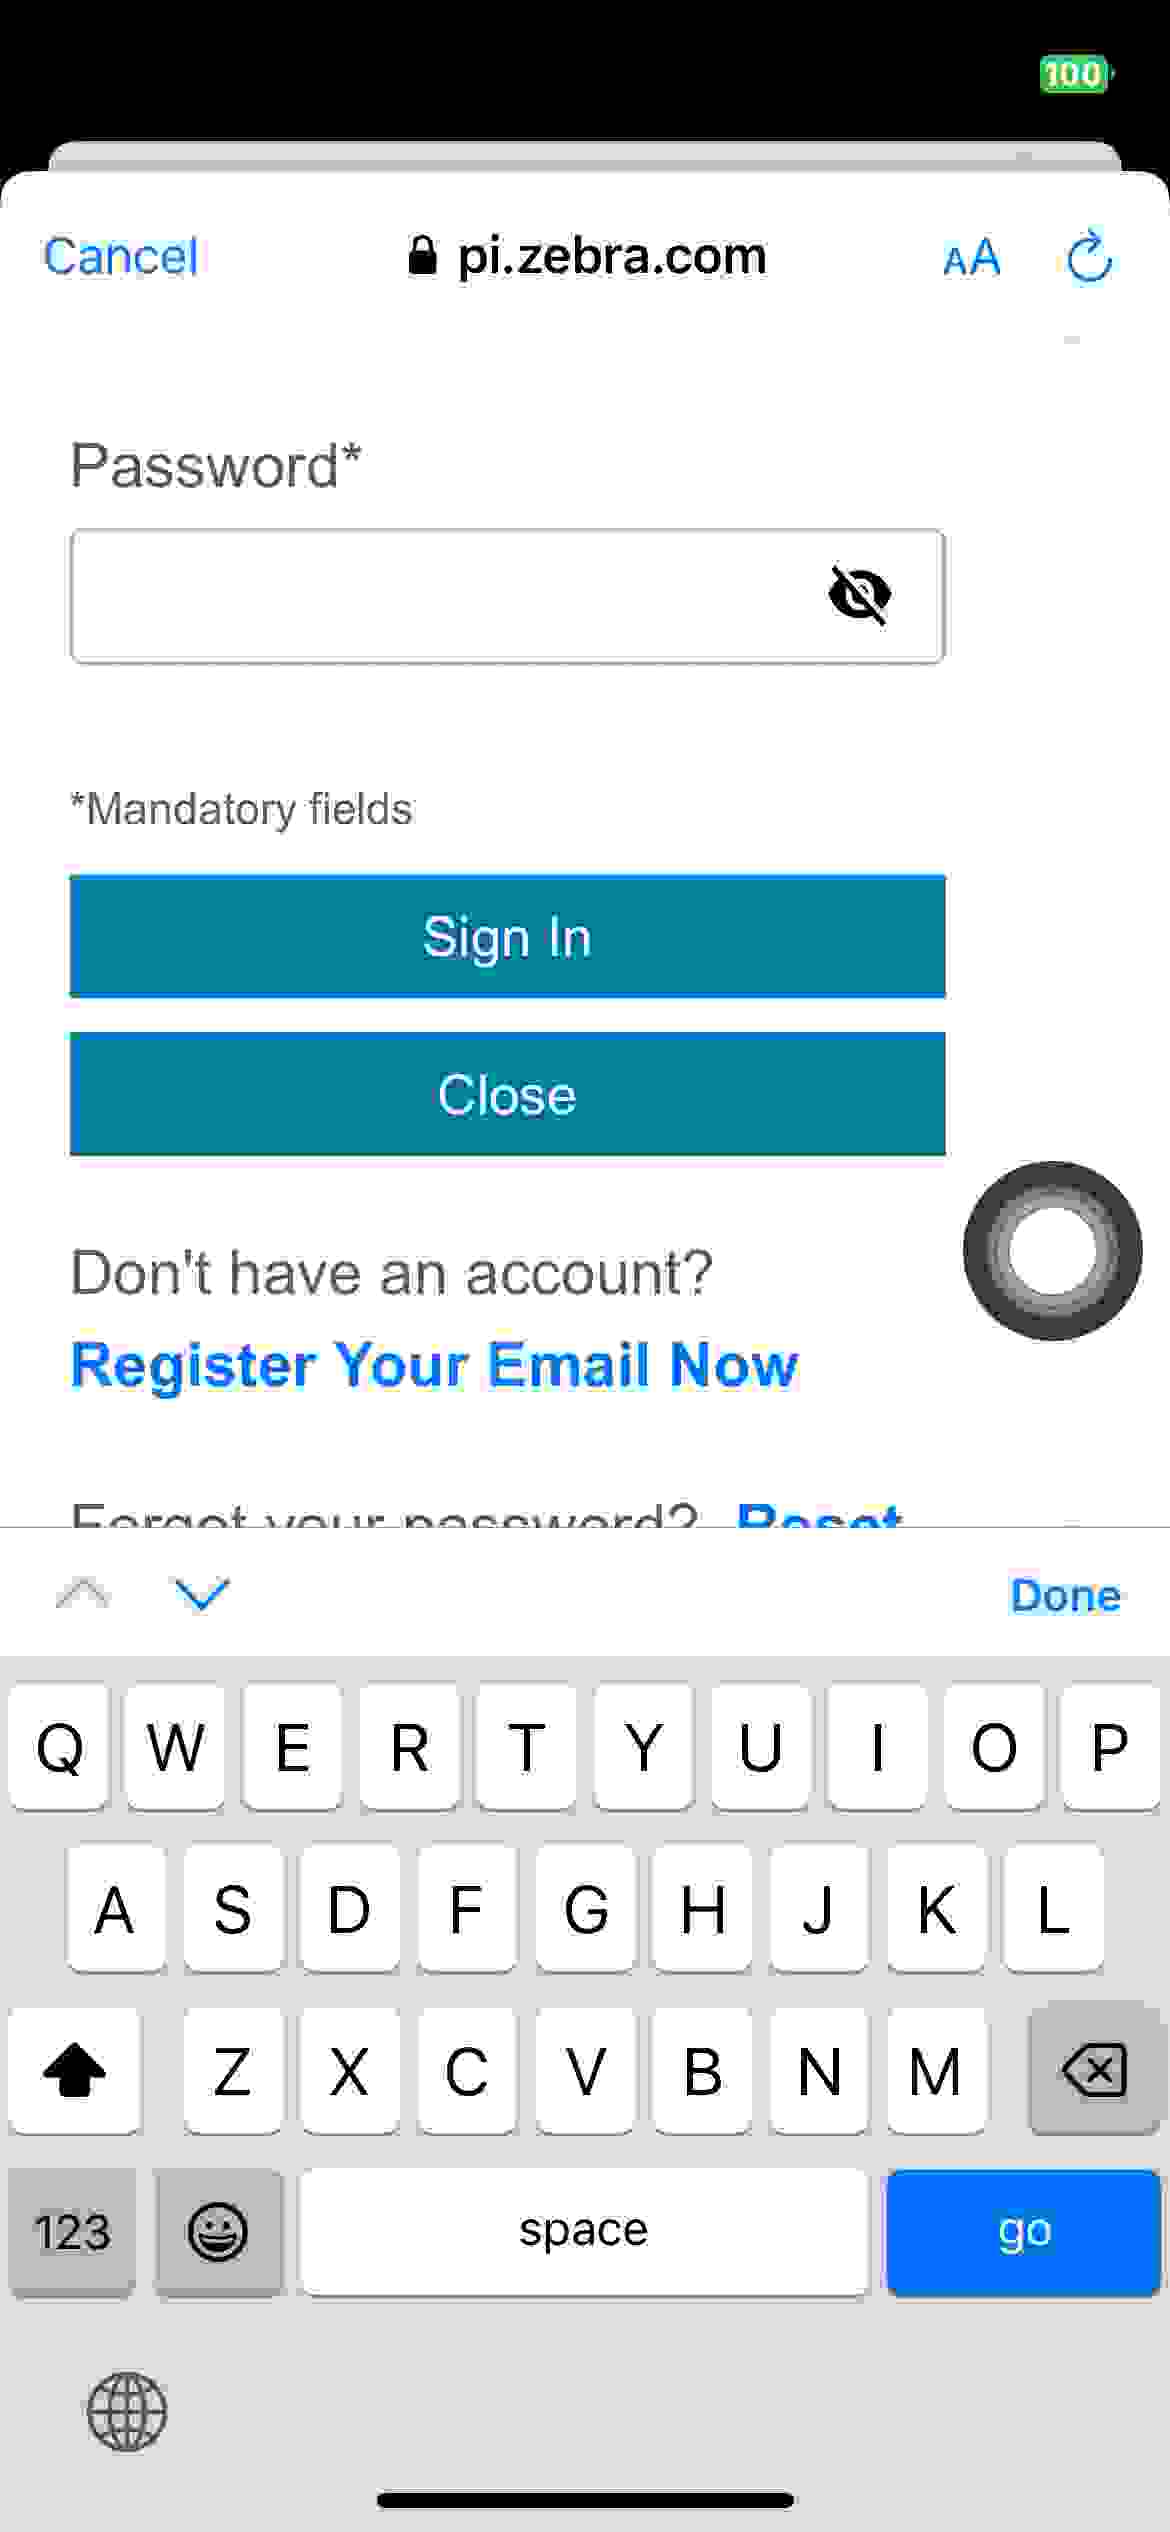 100
Cancel
pi.zebra.com
AA
Password*
*Mandatory fields
Sign In
Close
Don't have an account?
Register Your Email Now
Forgot your password? Reset
Done
Q W E R T Y U I O P
A S D F G H J K L
Z X C V B N M
123
space
go